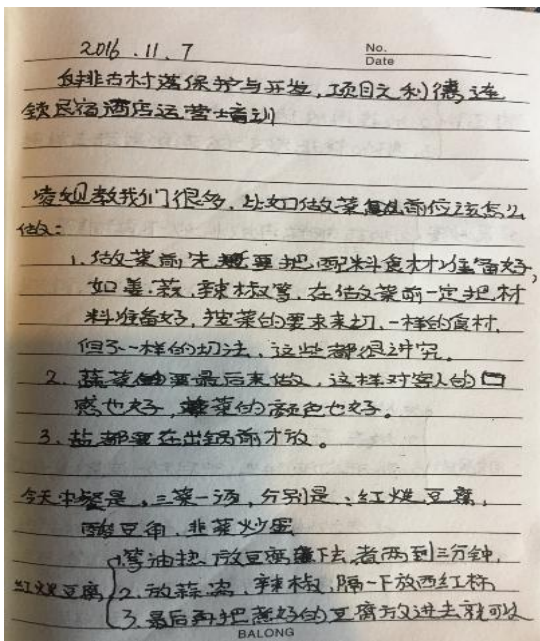 2016.11.7
No.
Date
排古村落保护与开发,项目之利德连
锁民宿酒店运营士培训
凌姐教我们很多,比如做菜前位该怎么
做:
1. 做菜前先要把配料食材准备好,
如姜.蒜,辣椒等,在做菜前一定把材
料准备好,按菜的要求来切,一样的食材,
但不一样的切法,这些都很讲究。
2. 蔬菜要最后来做,这样对客人的口
感也好,菜的颜色也好。
3. 盐都要在出锅前才放。
今天中餐是,三菜一汤,分别是:红烧豆腐,
酸豆角,韭菜炒蛋
1.等油热放豆腐下去煮两到三分钟,
红烧豆腐 2.放蒜,辣椒,隔一下放西红柿
3.最后再把煮好的豆腐放进去就可以
BALONG